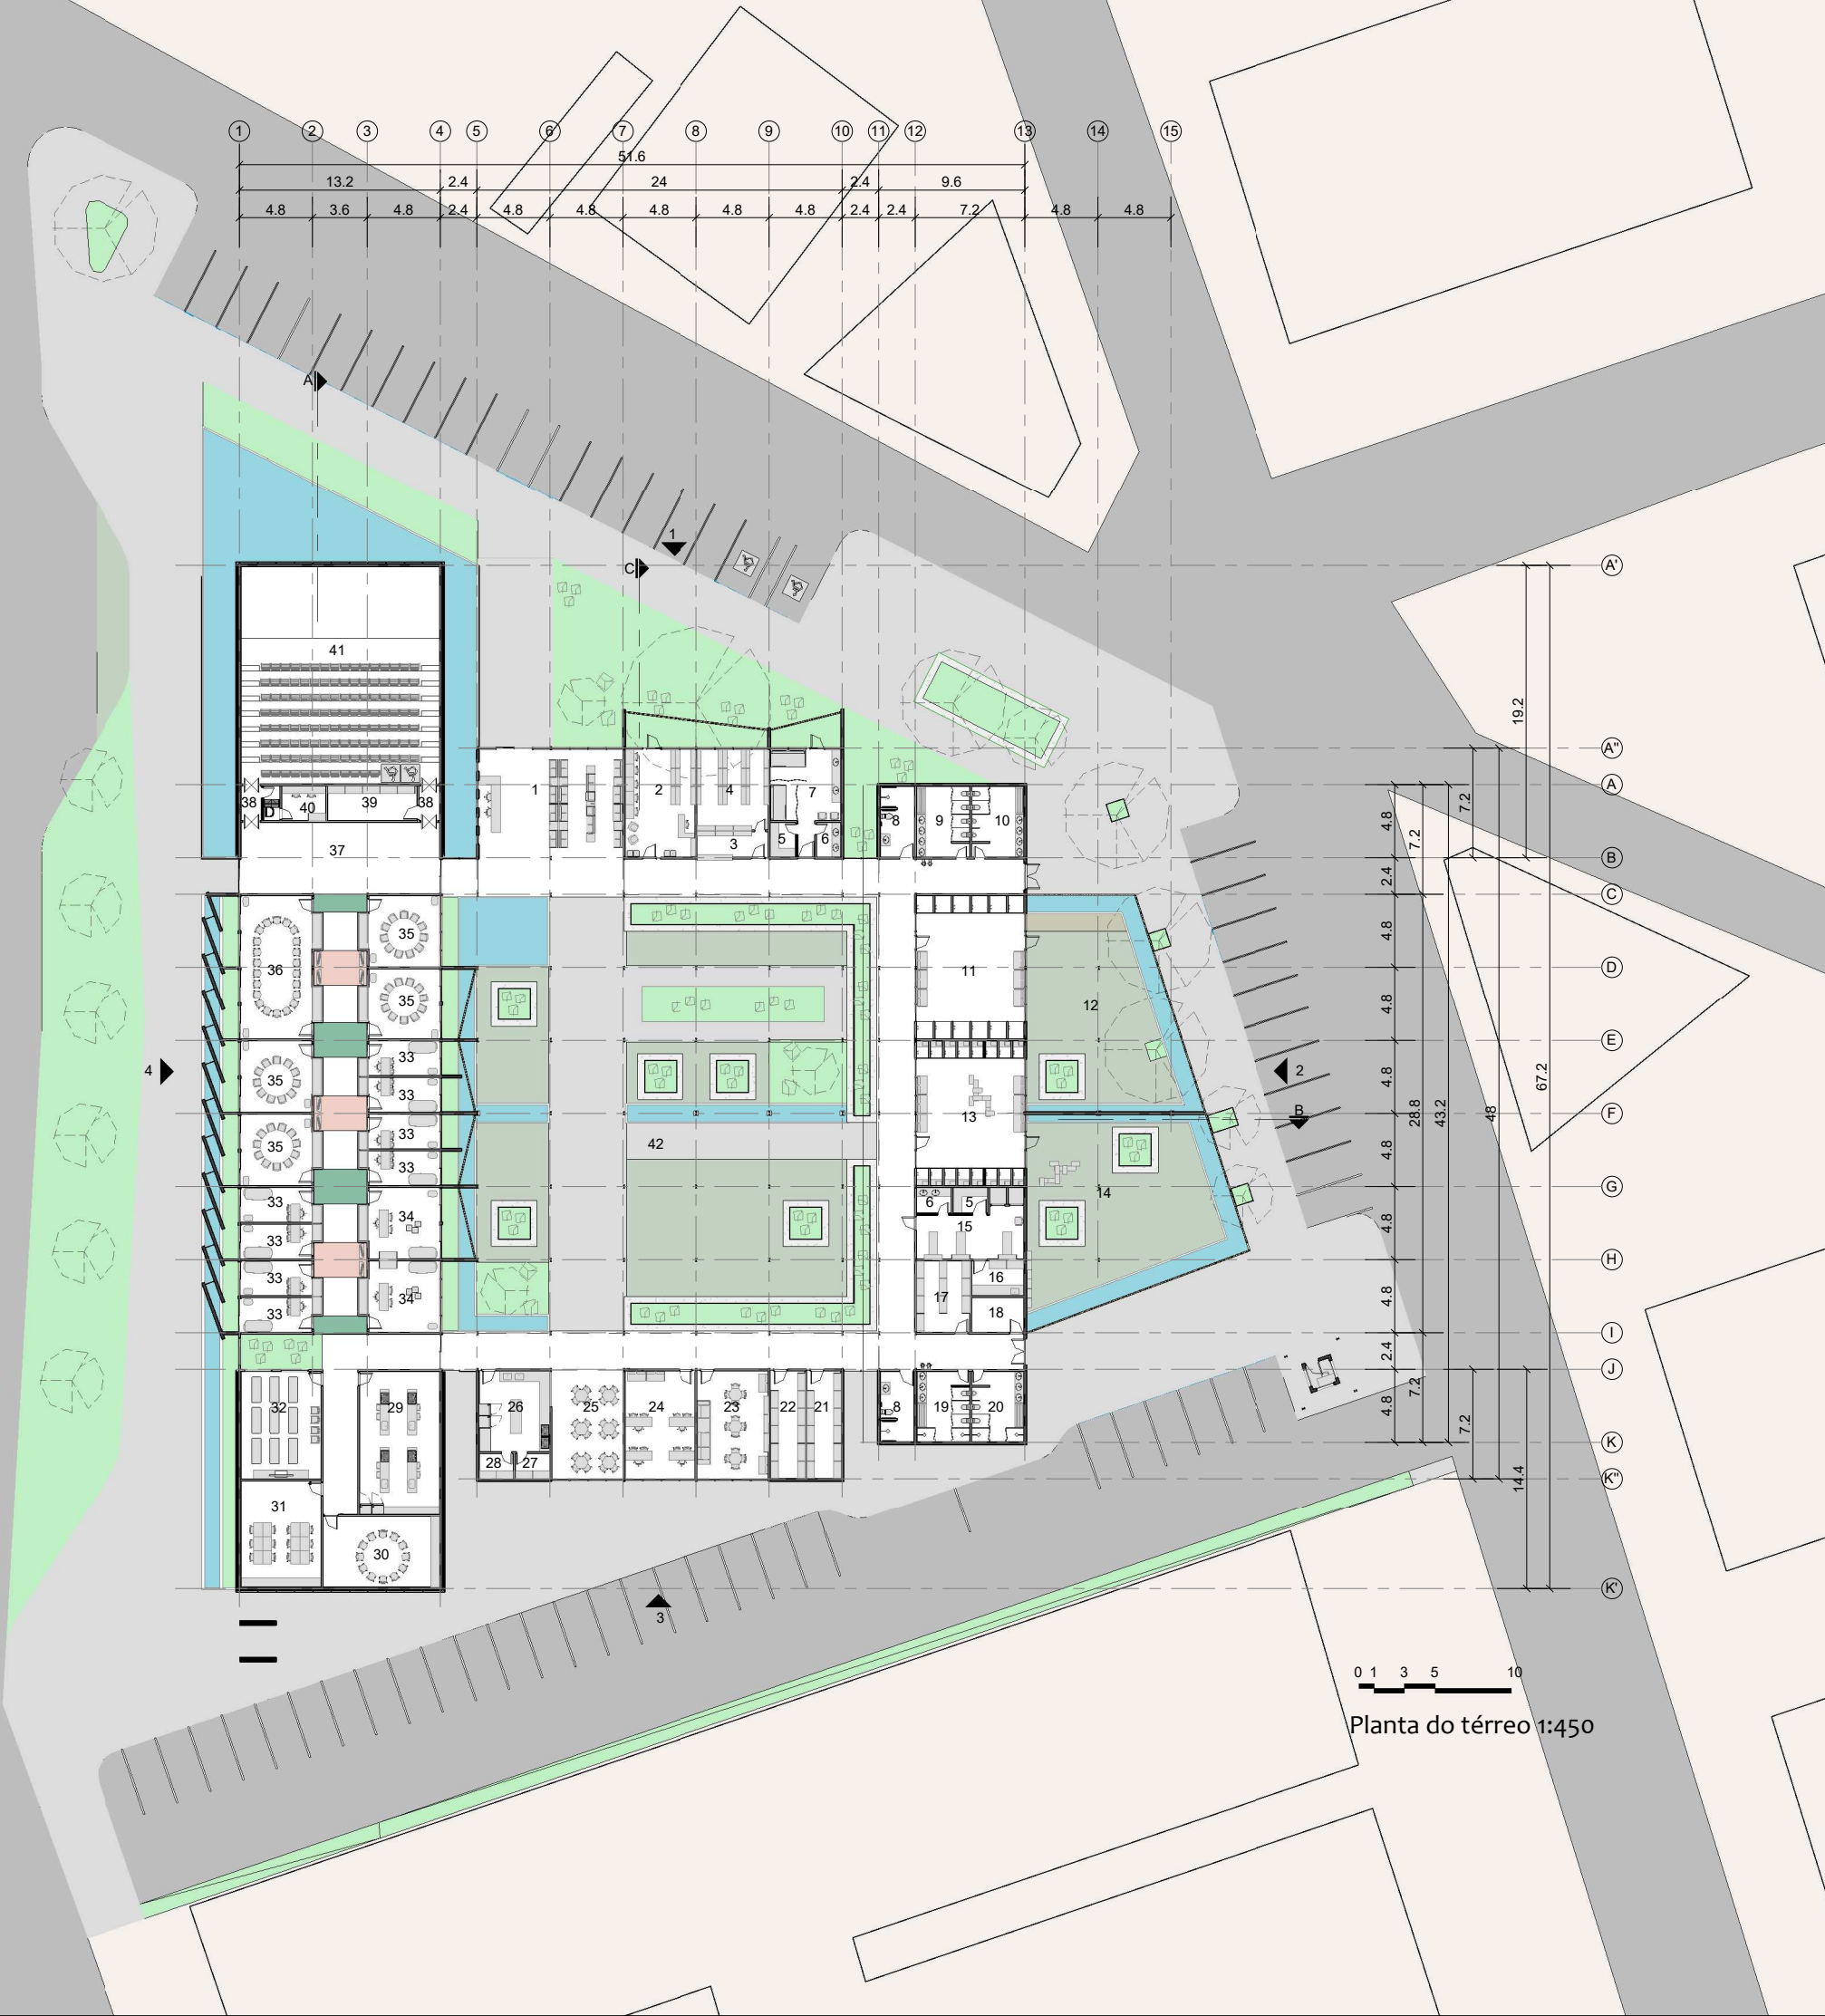 1 2 3 4 5 6 7 8 9 10 11 12 13 14 15
51.6
13.2 2.4 24 2.4 9.6
4.8 3.6 4.8 2.4 4.8 4.8 4.8 4.8 4.8 2.4 2.4 7.2 4.8 4.8
A
1
C
A'
41
19.2
A''
A
1 2 4 7
38 D 40 39 38
8 9 10
3 5 6
4.8 7.2 7.2
37
B
2.4
C
35
36
11
4.8
D
35
12
4.8
E
33
4 35
33
13
4.8
2
67.2
F
B
28.8 43.2 48
33
42
35
33
4.8
G
33 34
6 5
14
15
33
4.8
H
33
16
34
17
33
18
4.8
I
2.4
J
32 29 26 25 24 23 22 21 8 19 20
4.8 7.2 7.2
K
28 27
K''
14.4
31
30
K'
3
0 1 3 5 10
Planta do térreo 1:450